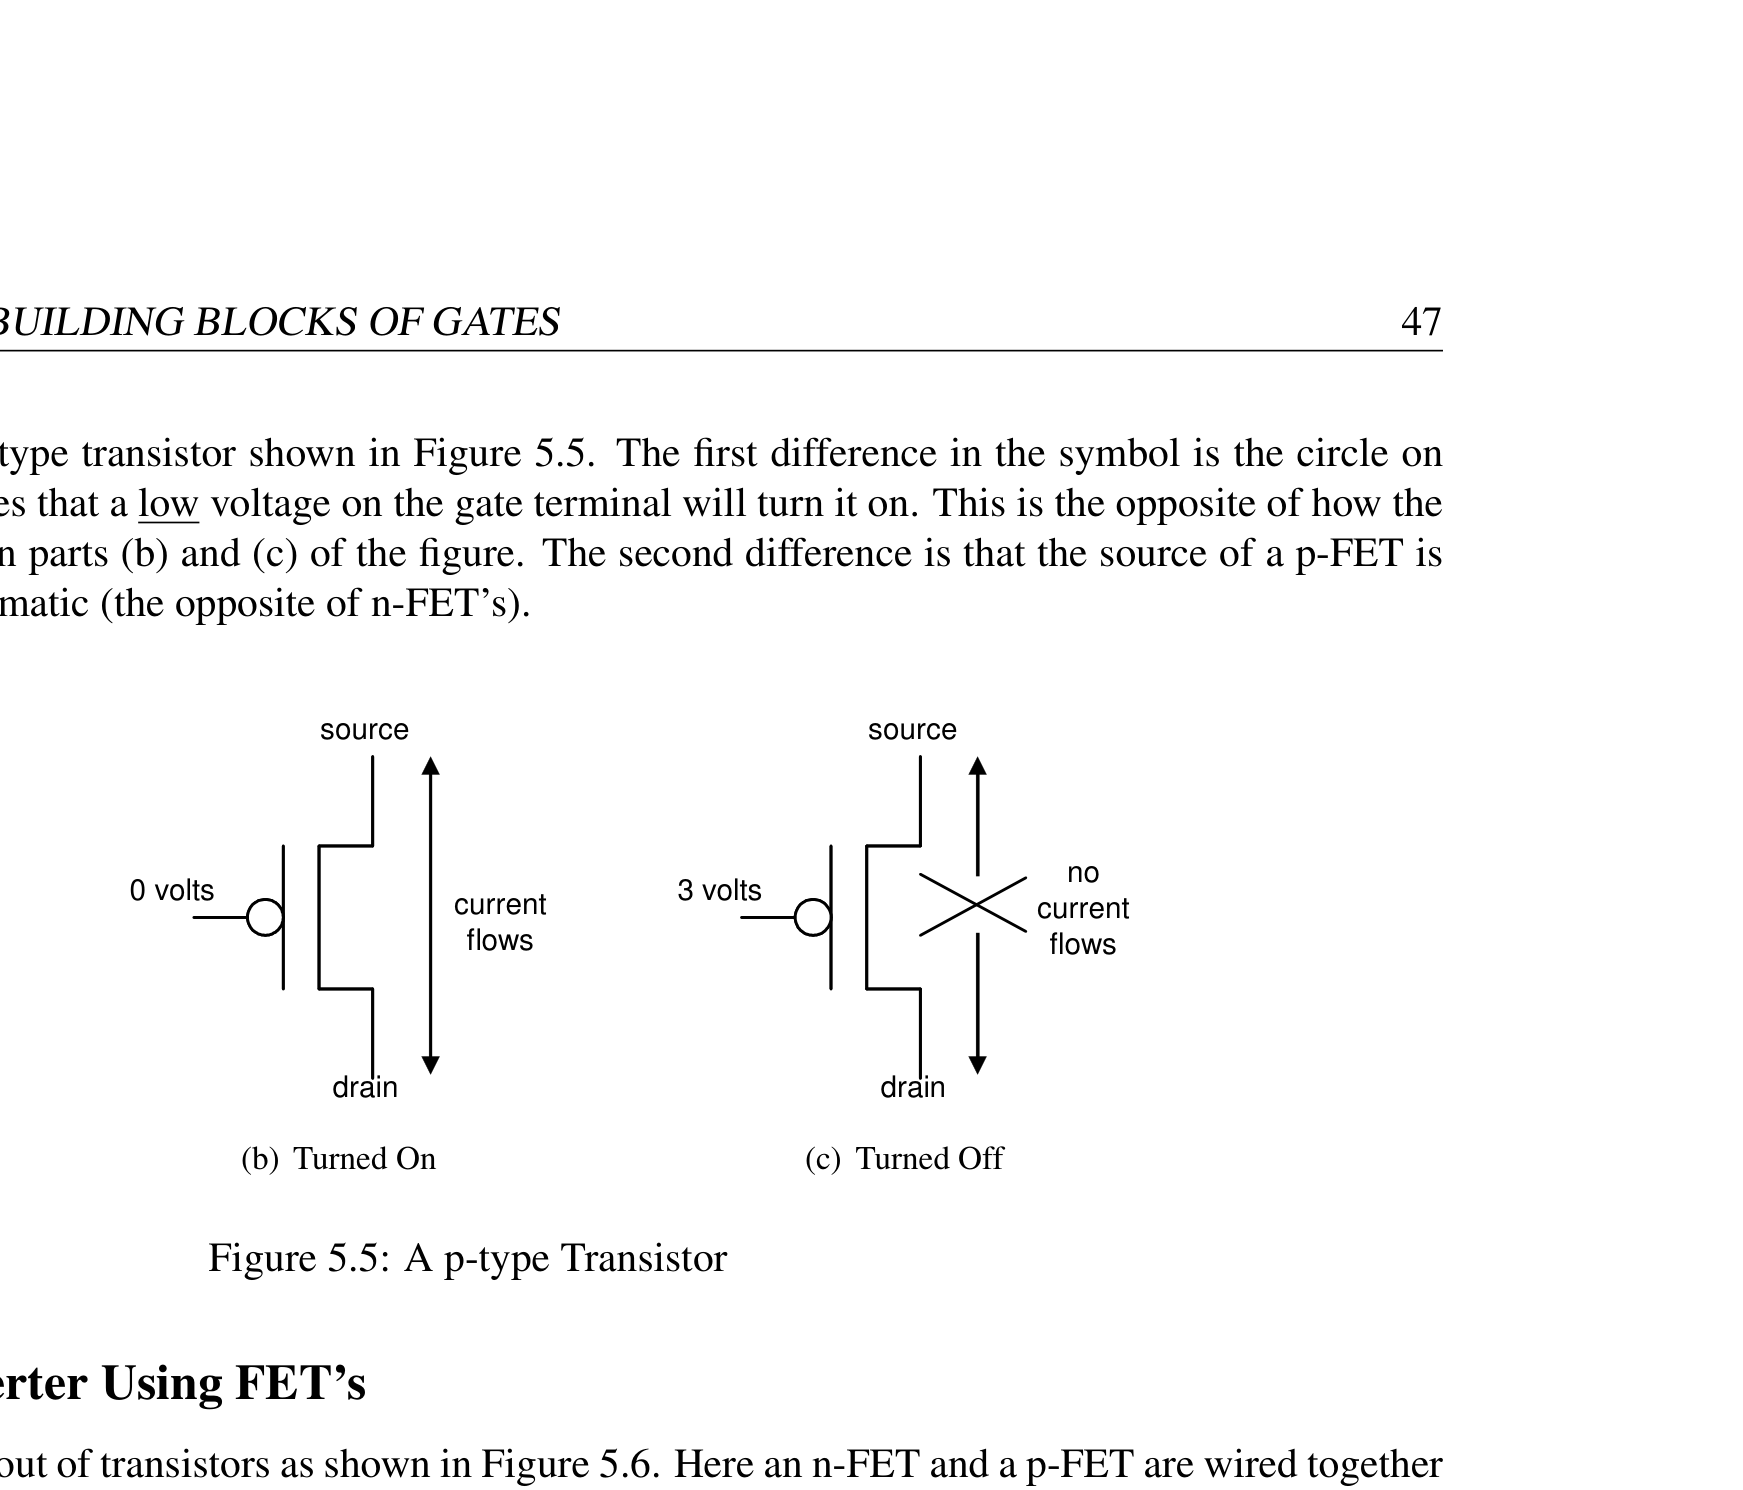 BUILDING BLOCKS OF GATES 47
type transistor shown in Figure 5.5. The first difference in the symbol is the circle on
es that a low voltage on the gate terminal will turn it on. This is the opposite of how the
n parts (b) and (c) of the figure. The second difference is that the source of a p-FET is
matic (the opposite of n-FET's).
source
0 volts
current
flows
drain
(b) Turned On
source
3 volts
no
current
flows
drain
(c) Turned Off
Figure 5.5: A p-type Transistor
erter Using FET's
out of transistors as shown in Figure 5.6. Here an n-FET and a p-FET are wired together